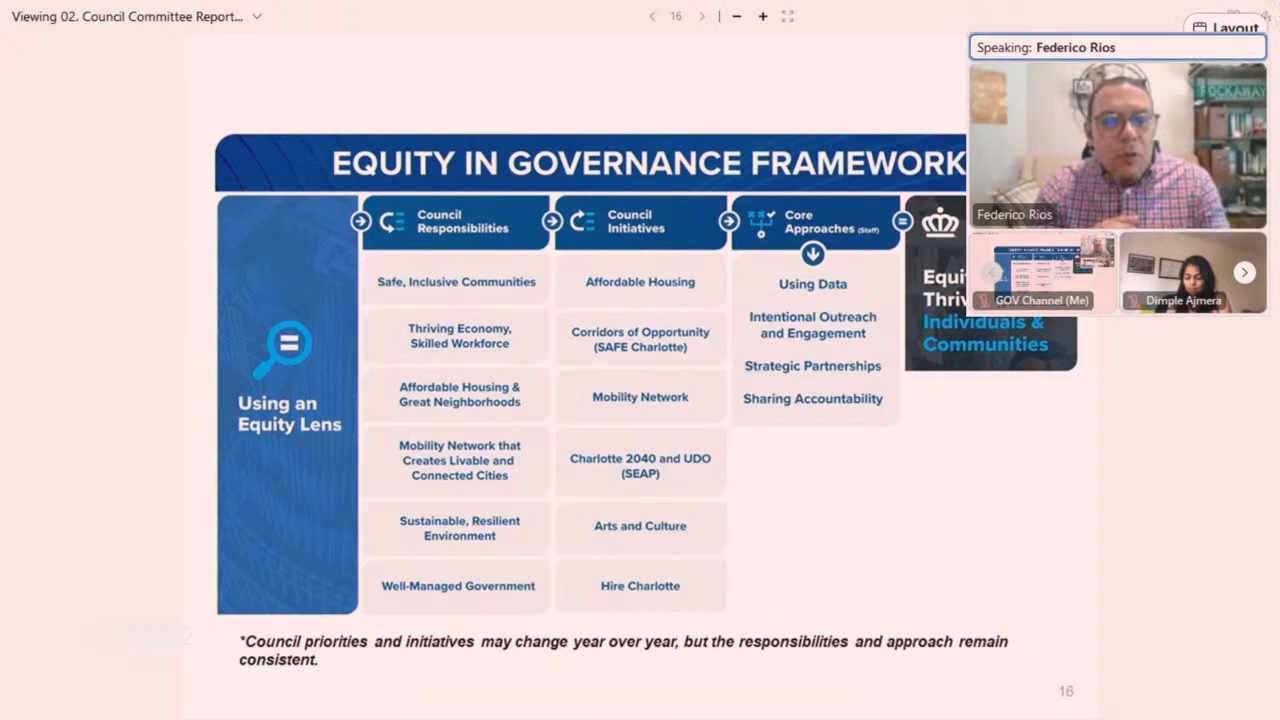 Viewing 02. Council Committee Report...
16
Layout
Speaking: Federico Rios
OCKAWAY
Federico Rios
GOV Channel (Me)
Dimple Ajmera
EQUITY IN GOVERNANCE FRAMEWORK
Using an
Equity Lens
Council
Responsibilities
Safe, Inclusive Communities
Thriving Economy,
Skilled Workforce
Affordable Housing &
Great Neighborhoods
Mobility Network that
Creates Livable and
Connected Cities
Sustainable, Resilient
Environment
Well-Managed Government
Council
Initiatives
Affordable Housing
Corridors of Opportunity
(SAFE Charlotte)
Mobility Network
Charlotte 2040 and UDO
(SEAP)
Arts and Culture
Hire Charlotte
Core
Approaches (Staff)
Using Data
Intentional Outreach
and Engagement
Strategic Partnerships
Sharing Accountability
Equi
Thriv
Individuals &
Communities
*Council priorities and initiatives may change year over year, but the responsibilities and approach remain
consistent.
16